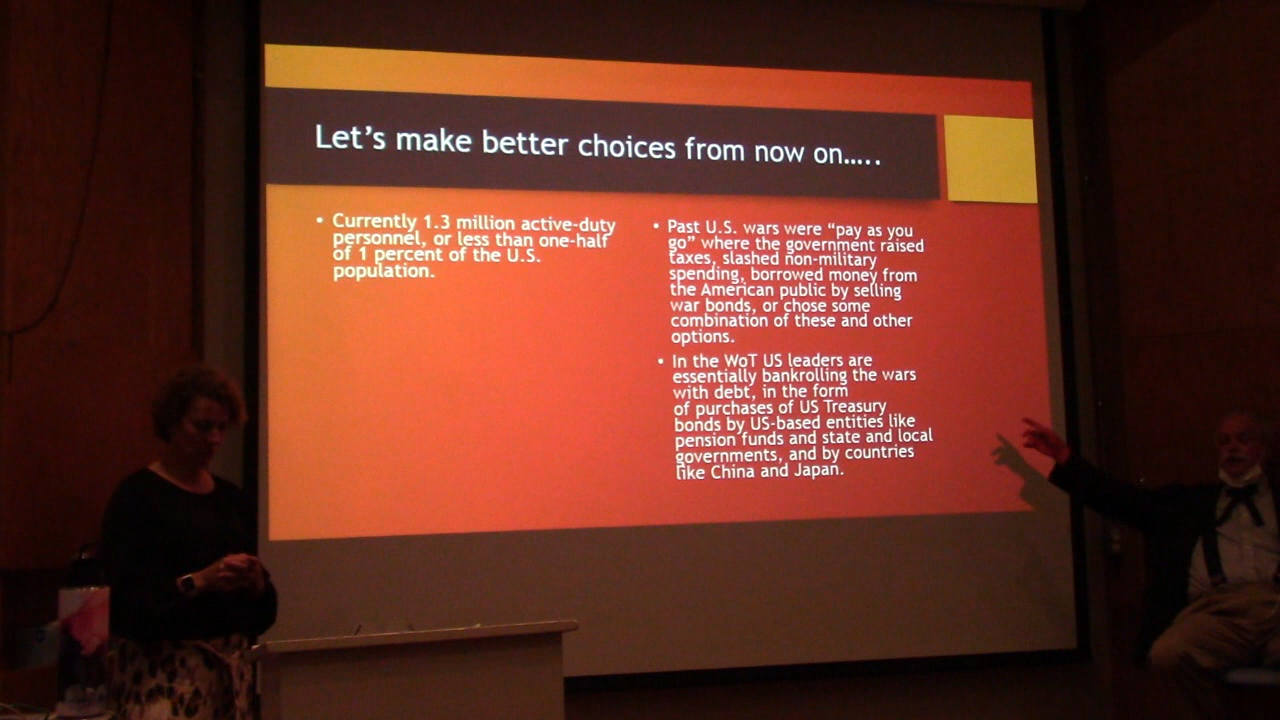 Let’s make better choices from now on…..
• Currently 1.3 million active-duty
personnel, or less than one-half
of 1 percent of the U.S.
population.
• Past U.S. wars were “pay as you
go” where the government raised
taxes, slashed non-military
spending, borrowed money from
the American public by selling
war bonds, or chose some
combination of these and other
options.
• In the WoT US leaders are
essentially bankrolling the wars
with debt, in the form
of purchases of US Treasury
bonds by US-based entities like
pension funds and state and local
governments, and by countries
like China and Japan.